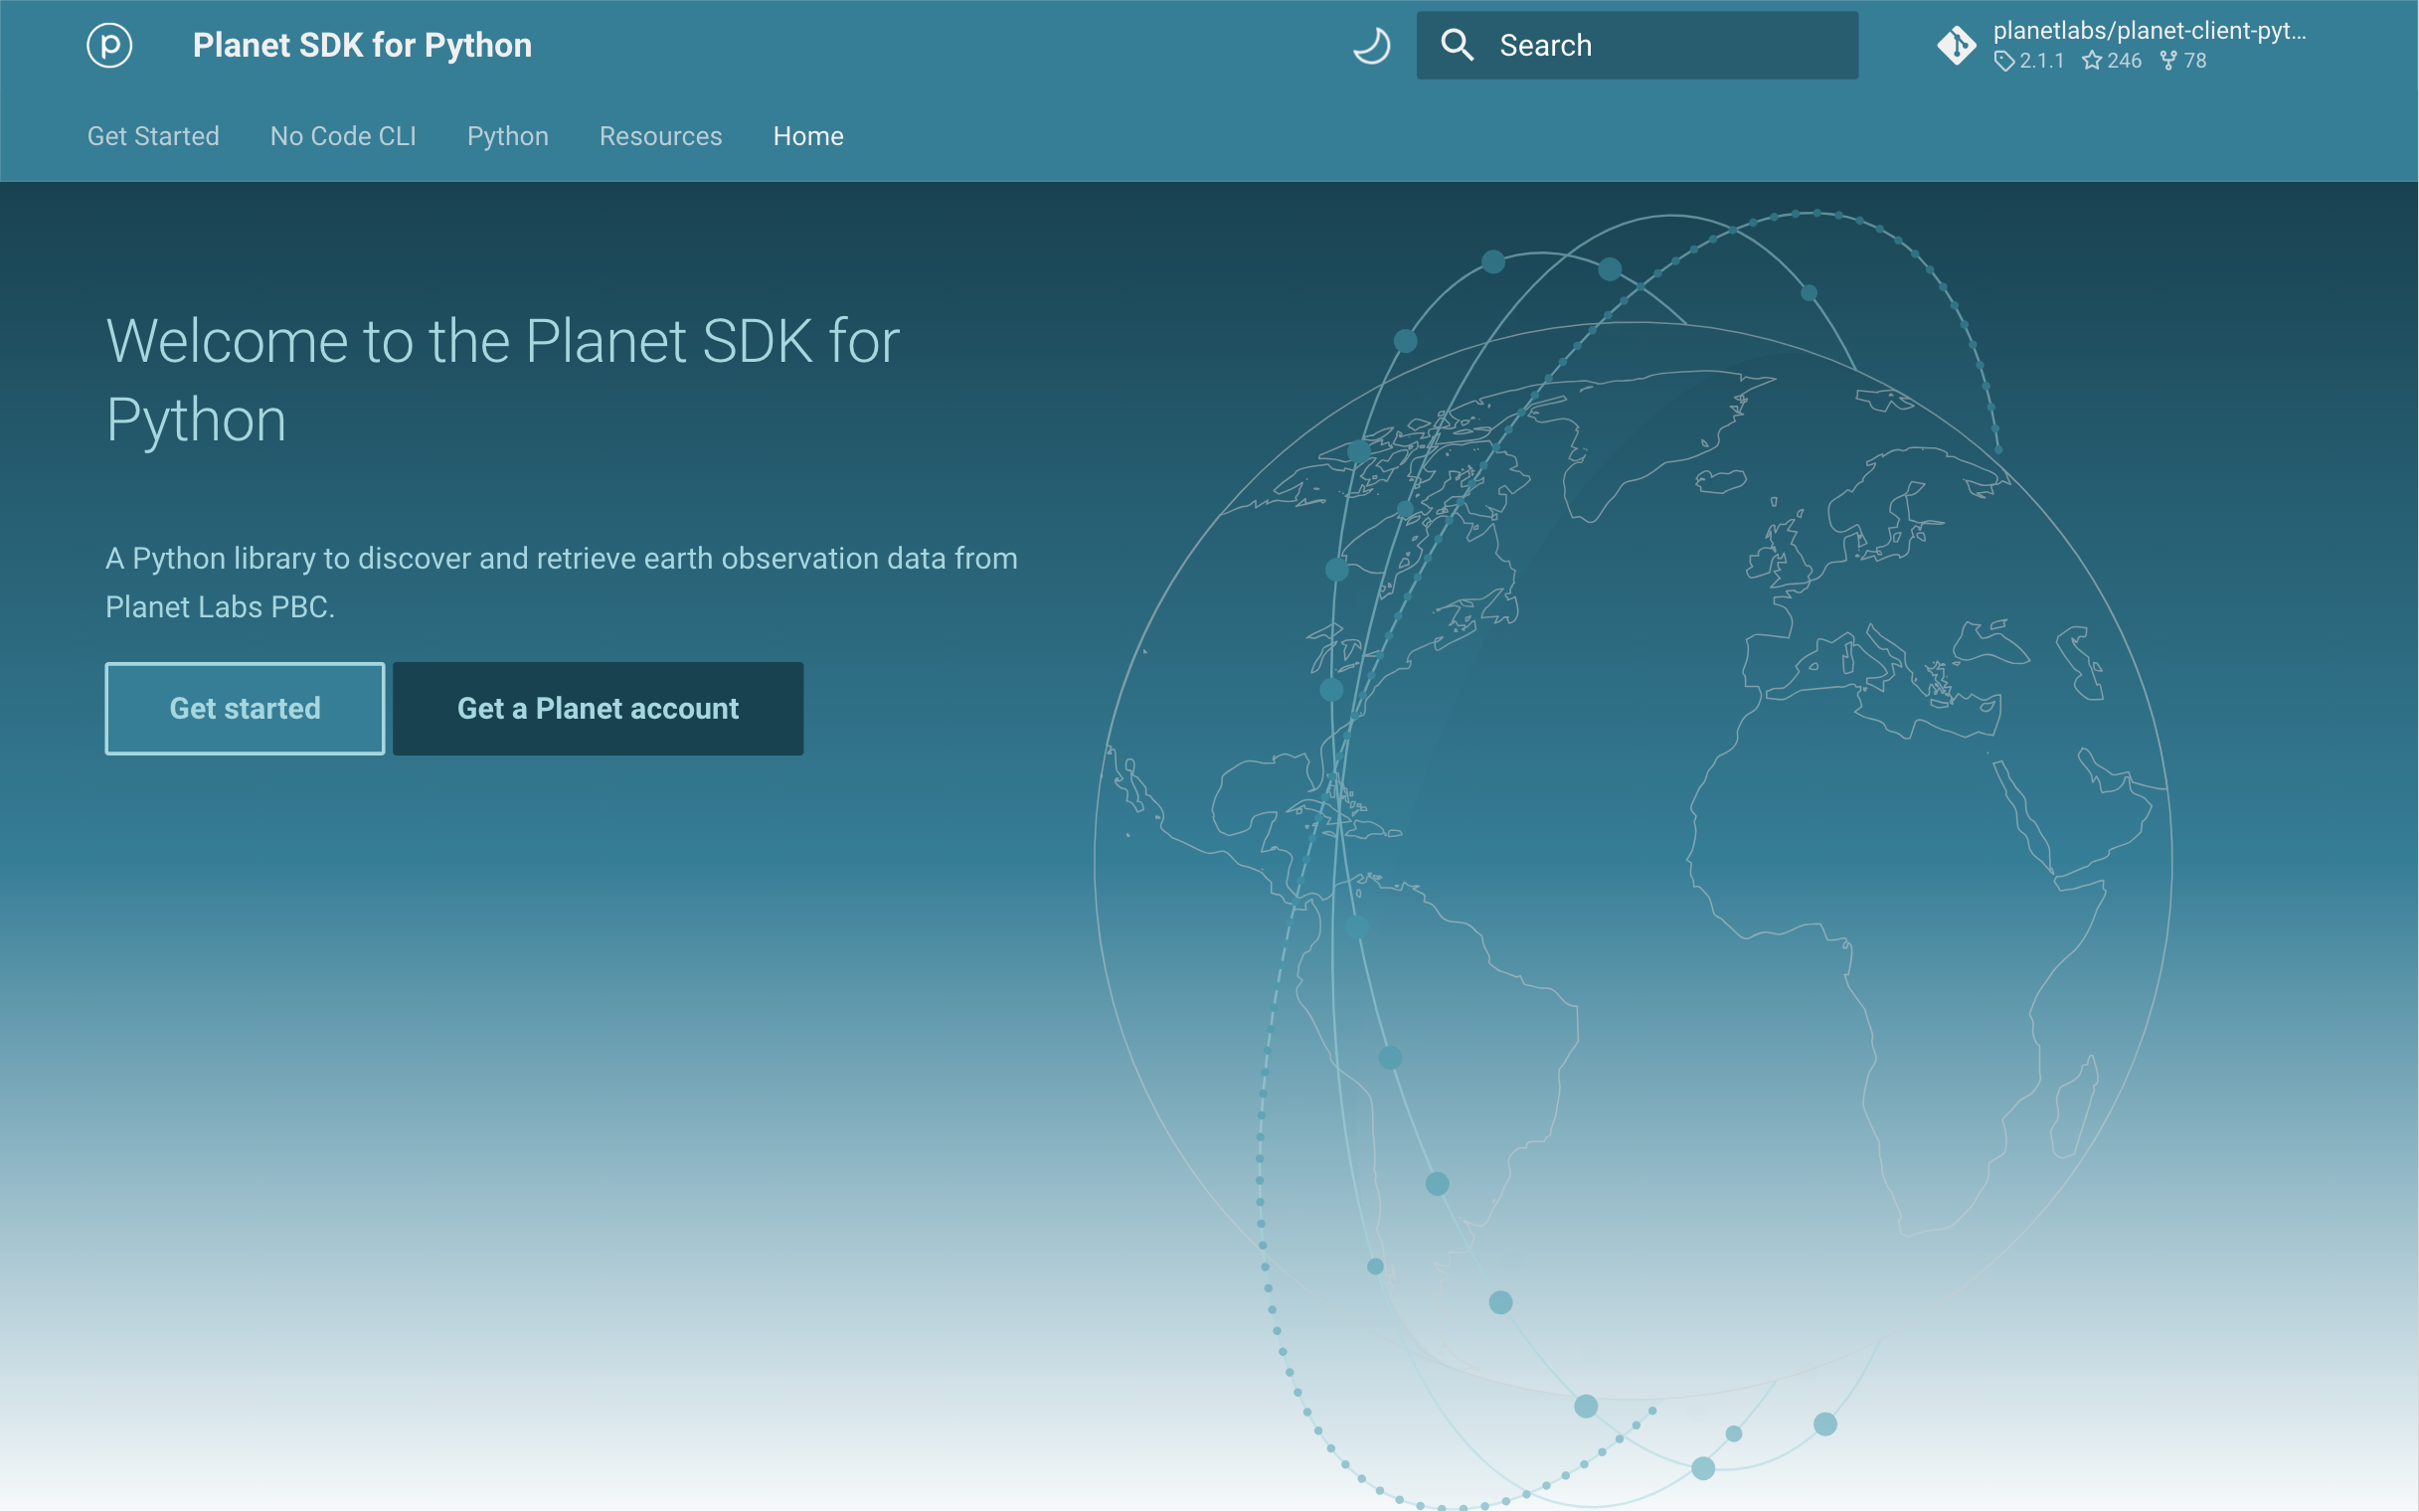 Planet SDK for Python
Search
planetlabs/planet-client-pyt...
2.1.1 246 78
Get Started No Code CLI Python Resources Home
Welcome to the Planet SDK for
Python
A Python library to discover and retrieve earth observation data from
Planet Labs PBC.
Get started Get a Planet account